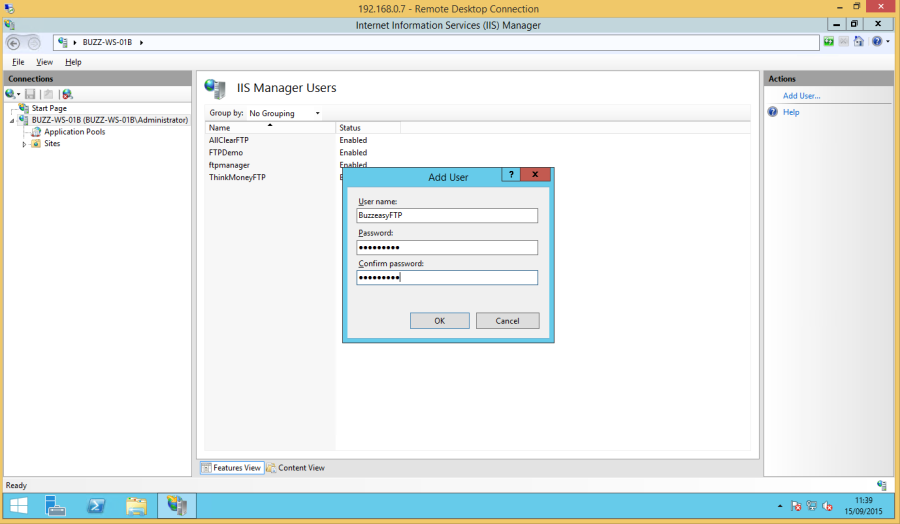 192.168.0.7 - Remote Desktop Connection
Internet Information Services (IIS) Manager
BUZZ-WS-01B
File View Help
Connections
Start Page
BUZZ-WS-01B (BUZZ-WS-01B\Administrator)
Application Pools
Sites
IIS Manager Users
Group by: No Grouping
Name Status
AllClearFTP Enabled
FTPDemo Enabled
ftpmanager Enabled
ThinkMoneyFTP
Add User
?
X
User name:
BuzzeasyFTP
Password:
•••••••••
Confirm password:
•••••••••
OK Cancel
Features View Content View
Actions
Add User...
Help
Ready
11:39
15/09/2015